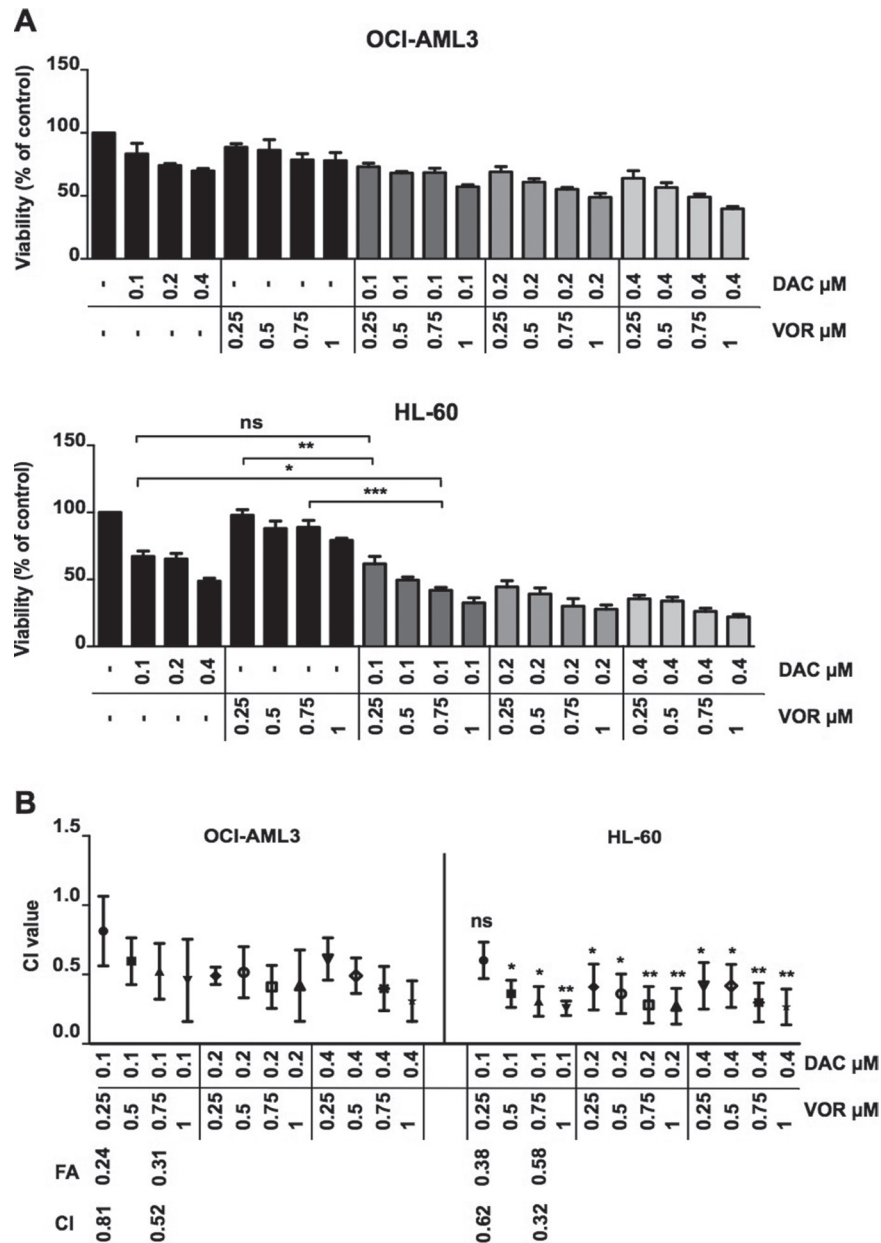 A
OCI-AML3
Viability (% of control)
150
100
50
0
- 0.1 0.2 0.4 - - - - 0.1 0.1 0.1 0.1 0.2 0.2 0.2 0.2 0.4 0.4 0.4 0.4 DAC µM
- - - - 0.25 0.5 0.75 1 0.25 0.5 0.75 1 0.25 0.5 0.75 1 0.25 0.5 0.75 1 VOR µM
HL-60
Viability (% of control)
150
100
50
0
ns
**
*
***
- 0.1 0.2 0.4 - - - - 0.1 0.1 0.1 0.1 0.2 0.2 0.2 0.2 0.4 0.4 0.4 0.4 DAC µM
- - - - 0.25 0.5 0.75 1 0.25 0.5 0.75 1 0.25 0.5 0.75 1 0.25 0.5 0.75 1 VOR µM
B
CI value
1.5
1.0
0.5
0.0
OCI-AML3 HL-60
ns * * ** * * ** ** * * ** **
0.1 0.1 0.1 0.1 0.2 0.2 0.2 0.2 0.4 0.4 0.4 0.4 0.1 0.1 0.1 0.1 0.2 0.2 0.2 0.2 0.4 0.4 0.4 0.4 DAC µM
0.25 0.5 0.75 1 0.25 0.5 0.75 1 0.25 0.5 0.75 1 0.25 0.5 0.75 1 0.25 0.5 0.75 1 0.25 0.5 0.75 1 VOR µM
FA 0.24 0.31 0.38 0.58
CI 0.81 0.52 0.62 0.32